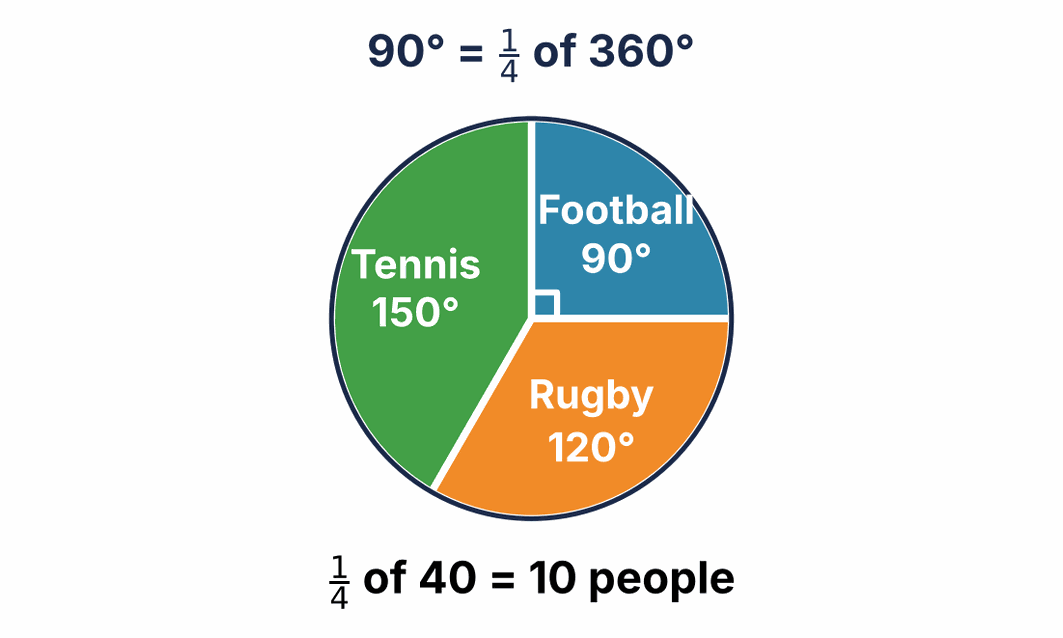 90° = 1/4 of 360°
Football
90°
Tennis
150°
Rugby
120°
1/4 of 40 = 10 people